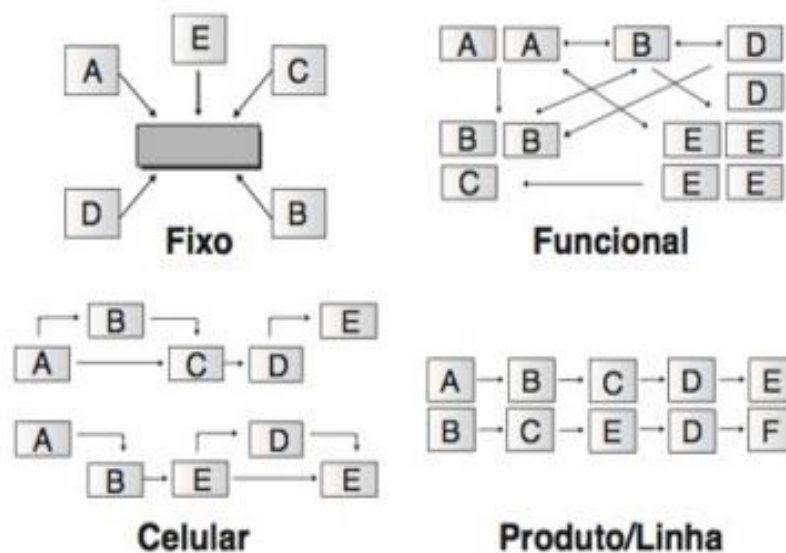 E
A C
D B
Fixo
A A B D
D
B B E E
C E E
Funcional
B E
A C D
A D
B E E
Celular
A B C D E
B C E D F
Produto/Linha